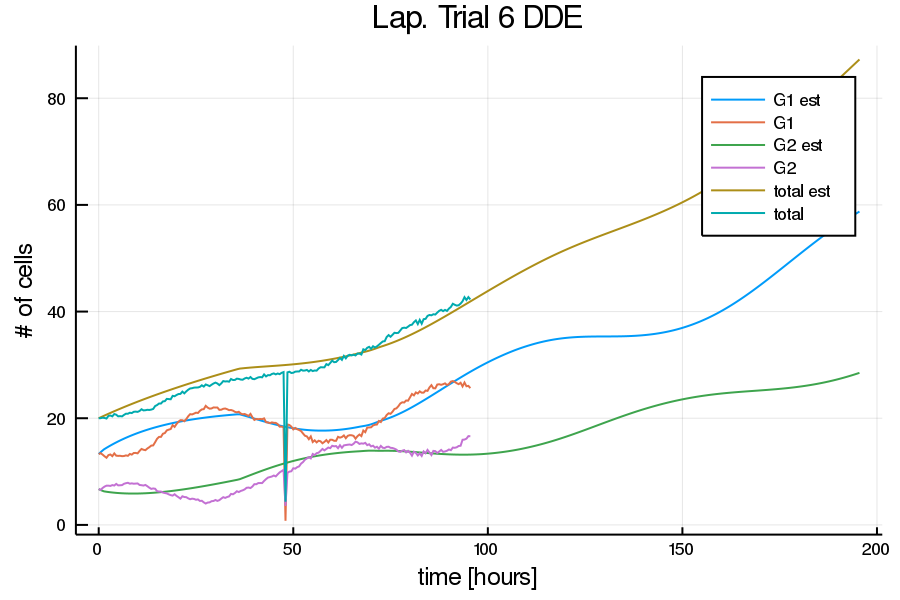 Lap. Trial 6 DDE
# of cells
80
60
40
20
0
0
50
100
150
200
time [hours]
G1 est
G1
G2 est
G2
total est
total